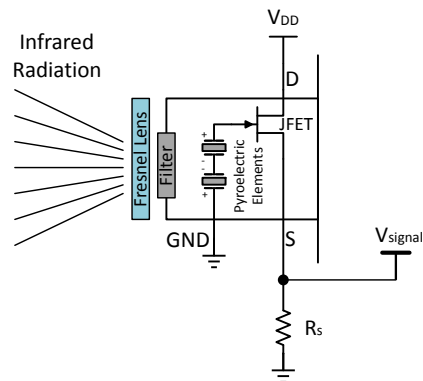 Infrared
Radiation
VDD
D
JFET
Fresnel Lens
Filter
+
-
-
+
Pyroelectric
Elements
GND
S
Vsignal
Rs